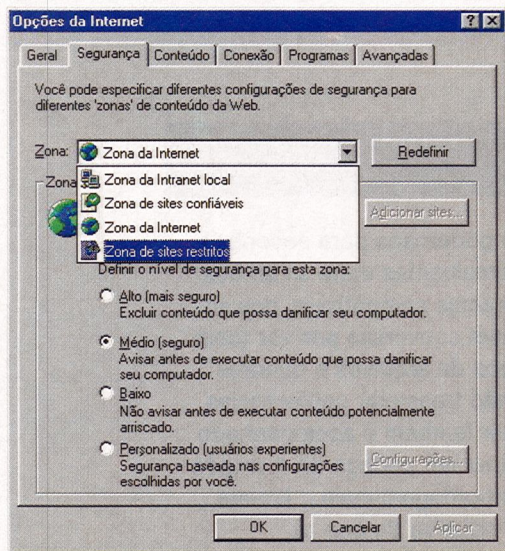 Opções da Internet
Geral Segurança Conteúdo Conexão Programas Avançadas
Você pode especificar diferentes configurações de segurança para
diferentes 'zonas' de conteúdo da Web.
Zona: Zona da Internet Redefinir
Zona
Zona da Intranet local
Zona de sites confiáveis
Zona da Internet
Zona de sites restritos
Adicionar sites...
Definir o nível de segurança para esta zona:
Alto (mais seguro)
Excluir conteúdo que possa danificar seu computador.
Médio (seguro)
Avisar antes de executar conteúdo que possa danificar
seu computador.
Baixo
Não avisar antes de executar conteúdo potencialmente
arriscado.
Personalizado (usuários experientes)
Segurança baseada nas configurações
escolhidas por você.
Configurações...
OK Cancelar Aplicar